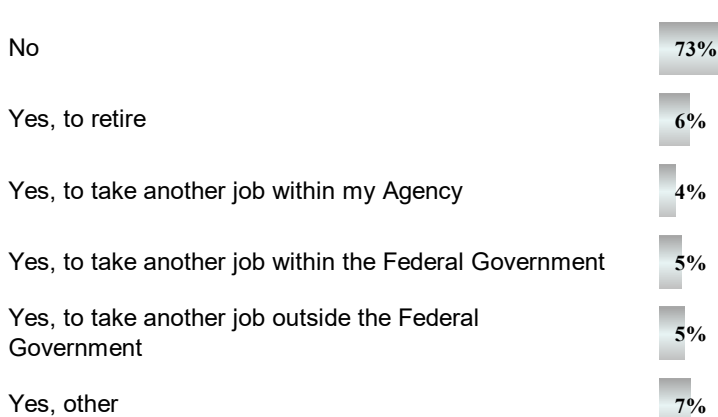 No 73%
Yes, to retire 6%
Yes, to take another job within my Agency 4%
Yes, to take another job within the Federal Government 5%
Yes, to take another job outside the Federal
Government 5%
Yes, other 7%